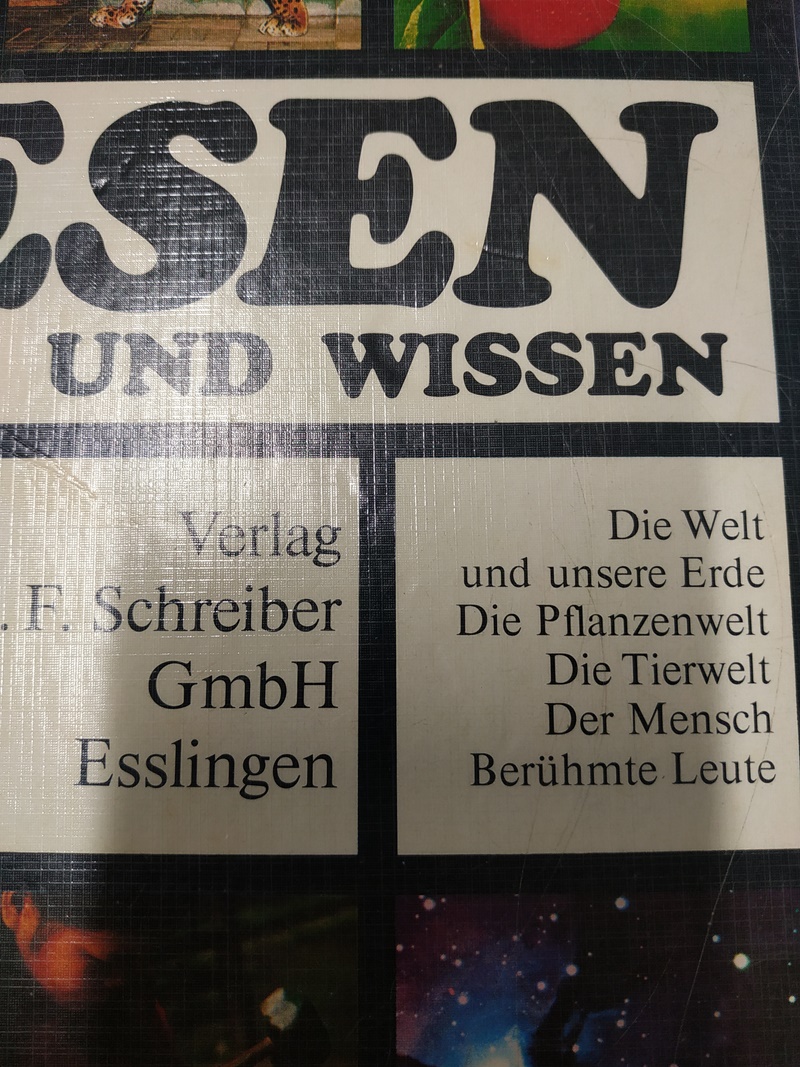 ESEN
UND WISSEN
Verlag
. F. Schreiber
GmbH
Esslingen
Die Welt
und unsere Erde
Die Pflanzenwelt
Die Tierwelt
Der Mensch
Berühmte Leute